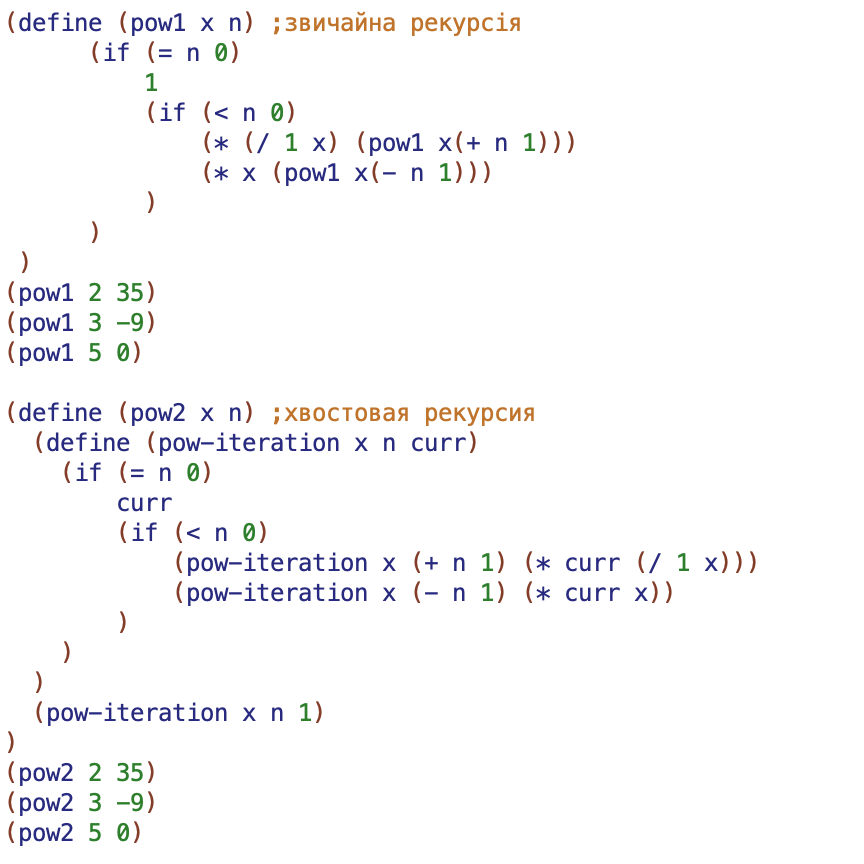 (define (pow1 x n) ;звичайна рекурсія
      (if (= n 0)
          1
          (if (< n 0)
              (* (/ 1 x) (pow1 x(+ n 1)))
              (* x (pow1 x(- n 1)))
          )
      )
 )
(pow1 2 35)
(pow1 3 -9)
(pow1 5 0)

(define (pow2 x n) ;хвостовая рекурсия
  (define (pow-iteration x n curr)
    (if (= n 0)
        curr
        (if (< n 0)
            (pow-iteration x (+ n 1) (* curr (/ 1 x)))
            (pow-iteration x (- n 1) (* curr x))
        )
    )
  )
  (pow-iteration x n 1)
)
(pow2 2 35)
(pow2 3 -9)
(pow2 5 0)